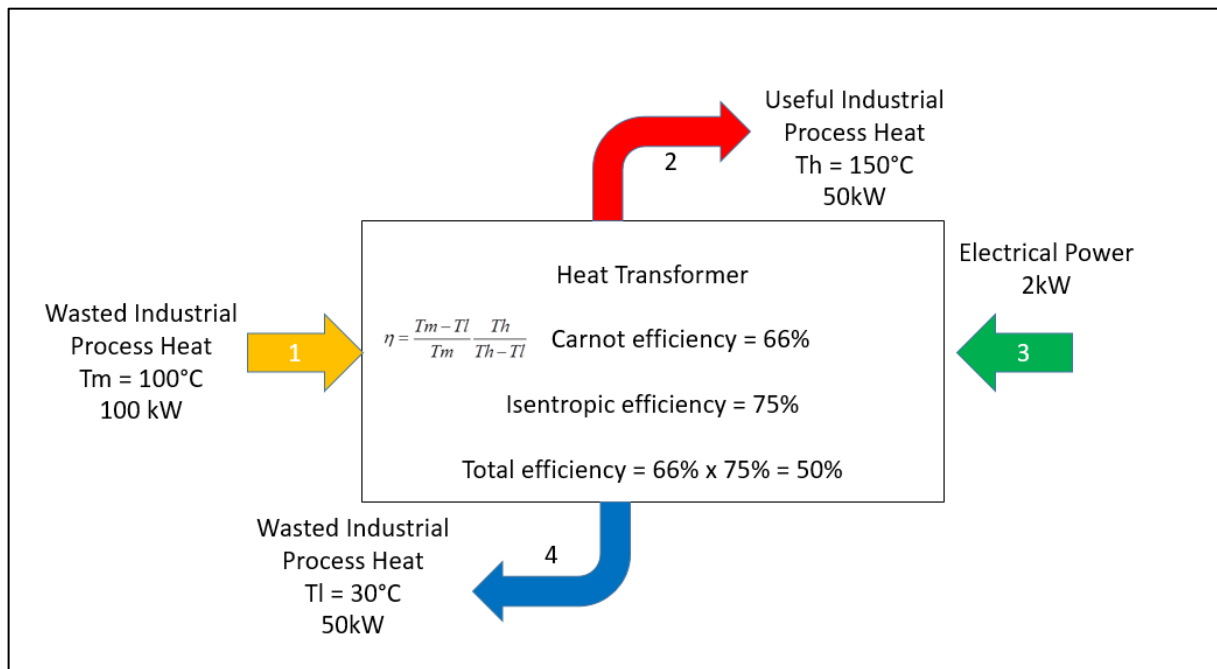 Useful Industrial
Process Heat
Th = 150°C
50kW
2
Electrical Power
2kW
3
Wasted Industrial
Process Heat
Tm = 100°C
100 kW
1
Heat Transformer
η = (Tm − Tl)/Tm Th/(Th − Tl) Carnot efficiency = 66%
Isentropic efficiency = 75%
Total efficiency = 66% x 75% = 50%
Wasted Industrial
Process Heat
Tl = 30°C
50kW
4